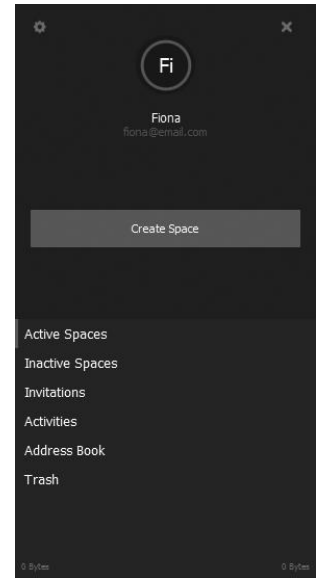 Fi
Fiona
fiona@email.com
Create Space
Active Spaces
Inactive Spaces
Invitations
Activities
Address Book
Trash
0 Bytes 0 Bytes